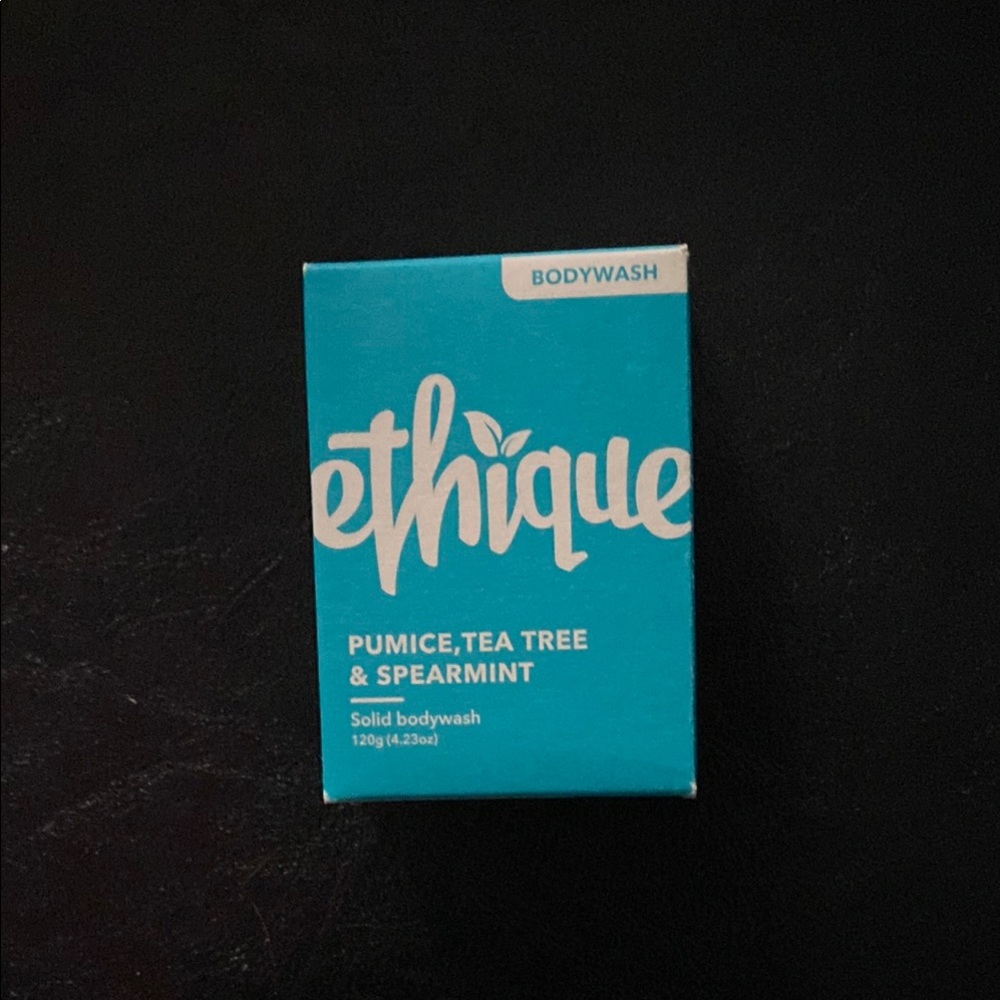 BODYWASH
ethique
PUMICE, TEA TREE
& SPEARMINT
Solid bodywash
120g (4.23oz)